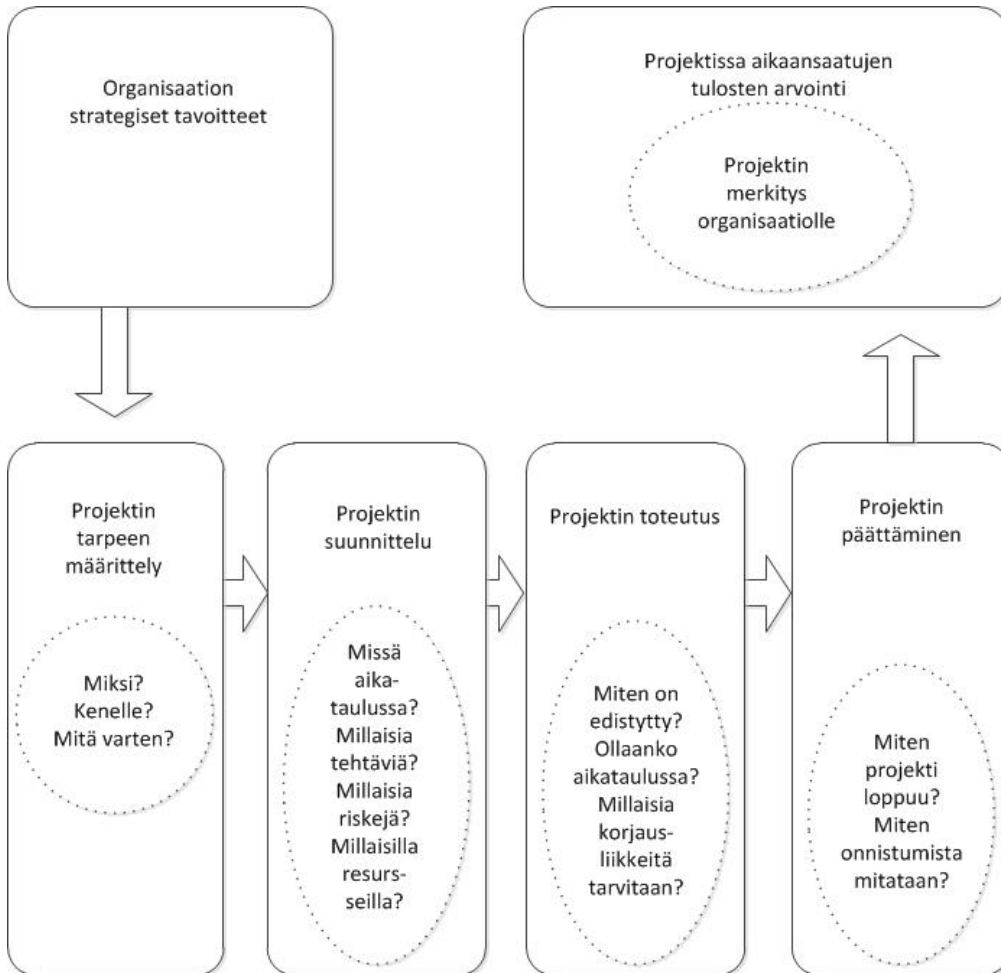 Organisaation
strategiset tavoitteet
Projektissa aikaansaatujen
tulosten arvointi
Projektin
merkitys
organisaatiolle
Projektin
tarpeen
määrittely
Miksi?
Kenelle?
Mitä varten?
Projektin
suunnittelu
Missä
aika-
taulussa?
Millaisia
tehtäviä?
Millaisia
riskejä?
Millaisilla
resurs-
seilla?
Projektin toteutus
Miten on
edistytty?
Ollaanko
aikataulussa?
Millaisia
korjaus-
liikkeitä
tarvitaan?
Projektin
päättäminen
Miten
projekti
loppuu?
Miten
onnistumista
mitataan?